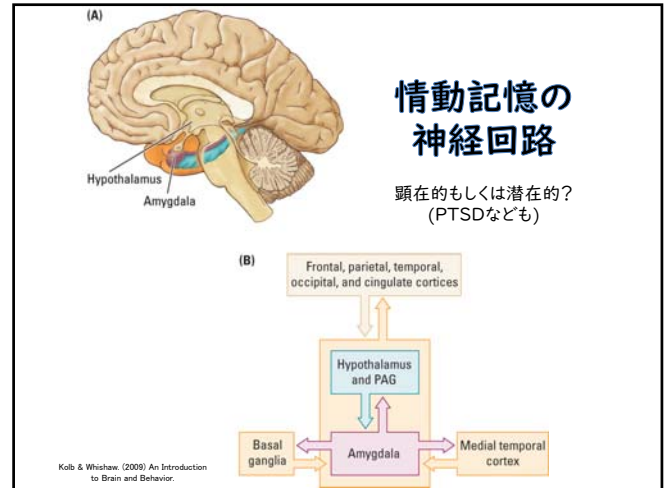 (A)
Hypothalamus
Amygdala
情動記憶の
神経回路
顕在的もしくは潜在的?
(PTSDなども)
(B)
Frontal, parietal, temporal,
occipital, and cingulate cortices
Hypothalamus
and PAG
Basal
ganglia
Amygdala
Medial temporal
cortex
Kolb & Whishaw. (2009) An Introduction
to Brain and Behavior.